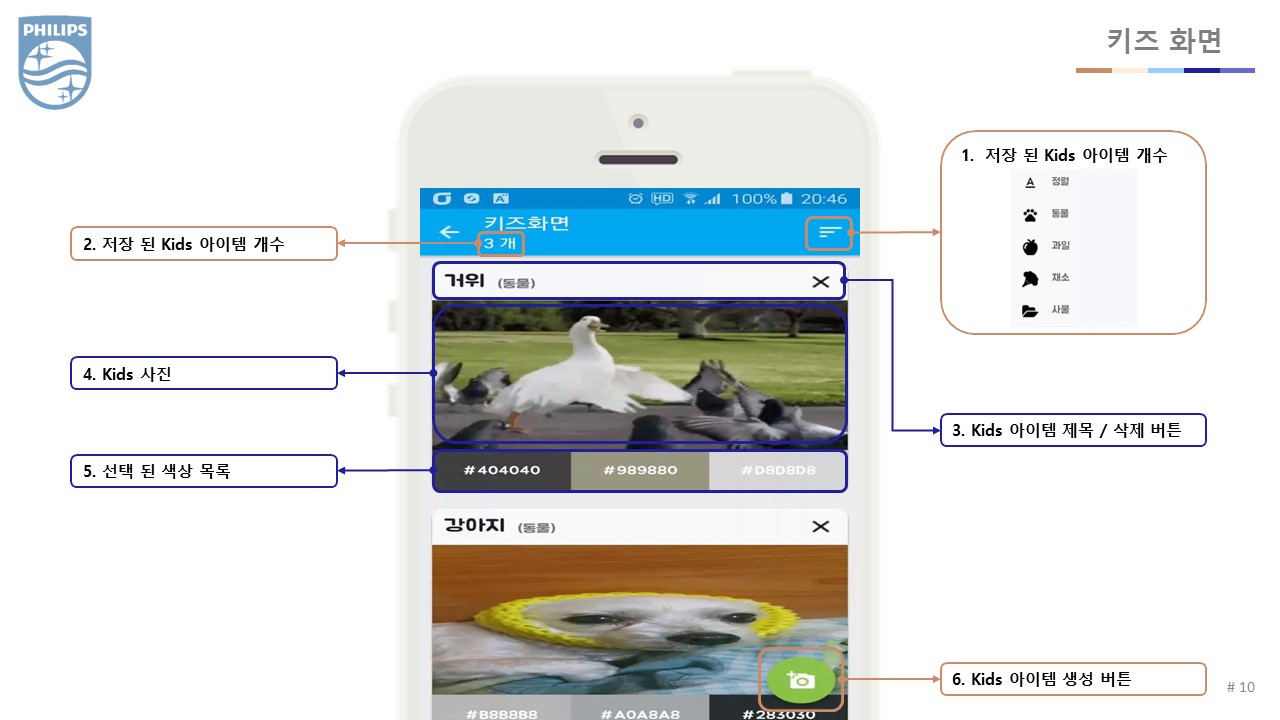 PHILIPS
키즈 화면
1. 저장 된 Kids 아이템 개수
정렬
동물
과일
채소
사물
HD 100% 20:46
키즈화면
3 개
2. 저장 된 Kids 아이템 개수
거위 (동물)
4. Kids 사진
3. Kids 아이템 제목 / 삭제 버튼
5. 선택 된 색상 목록
#404040 #989880 #D8D8D8
강아지 (동물)
6. Kids 아이템 생성 버튼
#B8B8B8 #A0A8A8 #283030
# 10